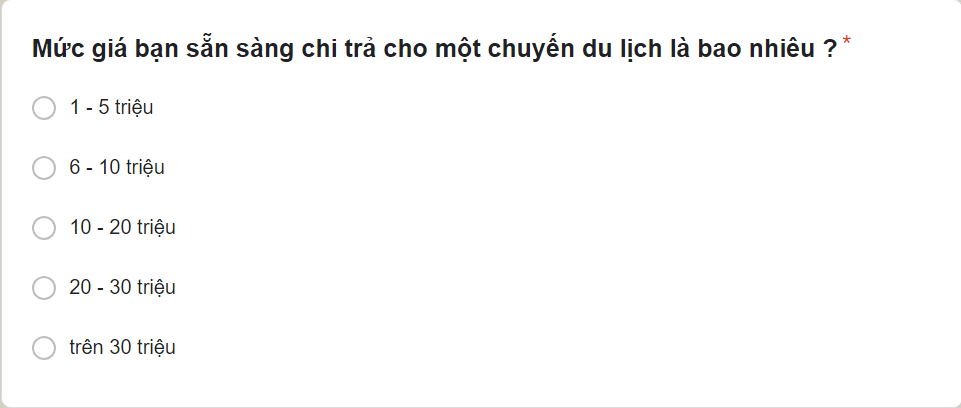 Mức giá bạn sẵn sàng chi trả cho một chuyến du lịch là bao nhiêu ? *
1 - 5 triệu
6 - 10 triệu
10 - 20 triệu
20 - 30 triệu
trên 30 triệu